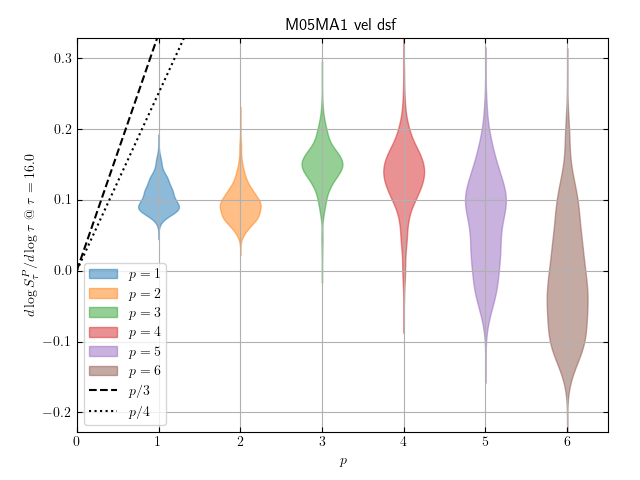 M05MA1 vel dsf
d log S_τ^p / d log τ @ τ = 16.0
0.3
0.2
0.1
0.0
−0.1
−0.2
p = 1
p = 2
p = 3
p = 4
p = 5
p = 6
p/3
p/4
0 1 2 3 4 5 6
p